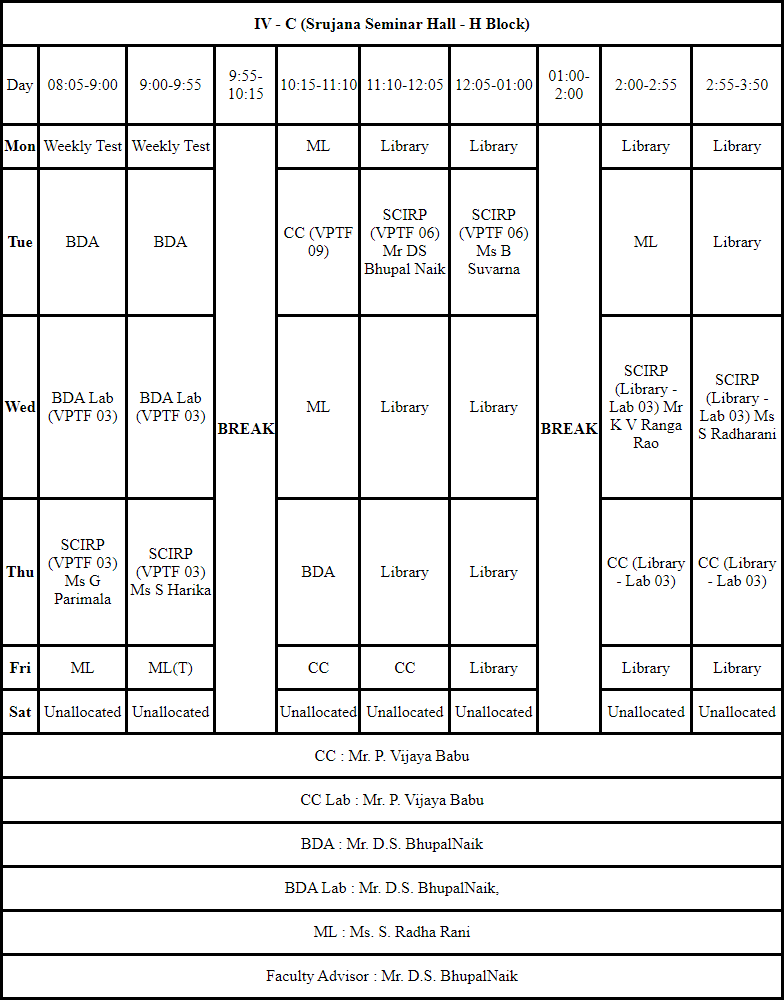 IV - C (Srujana Seminar Hall - H Block)
Day
08:05-9:00
9:00-9:55
9:55-
10:15
10:15-11:10
11:10-12:05
12:05-01:00
01:00-
2:00
2:00-2:55
2:55-3:50
Mon
Weekly Test
Weekly Test
BREAK
ML
Library
Library
BREAK
Library
Library
Tue
BDA
BDA
CC (VPTF
09)
SCIRP
(VPTF 06)
Mr DS
Bhupal Naik
SCIRP
(VPTF 06)
Ms B
Suvarna
ML
Library
Wed
BDA Lab
(VPTF 03)
BDA Lab
(VPTF 03)
ML
Library
Library
SCIRP
(Library -
Lab 03) Mr
K V Ranga
Rao
SCIRP
(Library -
Lab 03) Ms
S Radharani
Thu
SCIRP
(VPTF 03)
Ms G
Parimala
SCIRP
(VPTF 03)
Ms S Harika
BDA
Library
Library
CC (Library
- Lab 03)
CC (Library
- Lab 03)
Fri
ML
ML(T)
CC
CC
Library
Library
Library
Sat
Unallocated
Unallocated
Unallocated
Unallocated
Unallocated
Unallocated
Unallocated
CC : Mr. P. Vijaya Babu
CC Lab : Mr. P. Vijaya Babu
BDA : Mr. D.S. BhupalNaik
BDA Lab : Mr. D.S. BhupalNaik,
ML : Ms. S. Radha Rani
Faculty Advisor : Mr. D.S. BhupalNaik